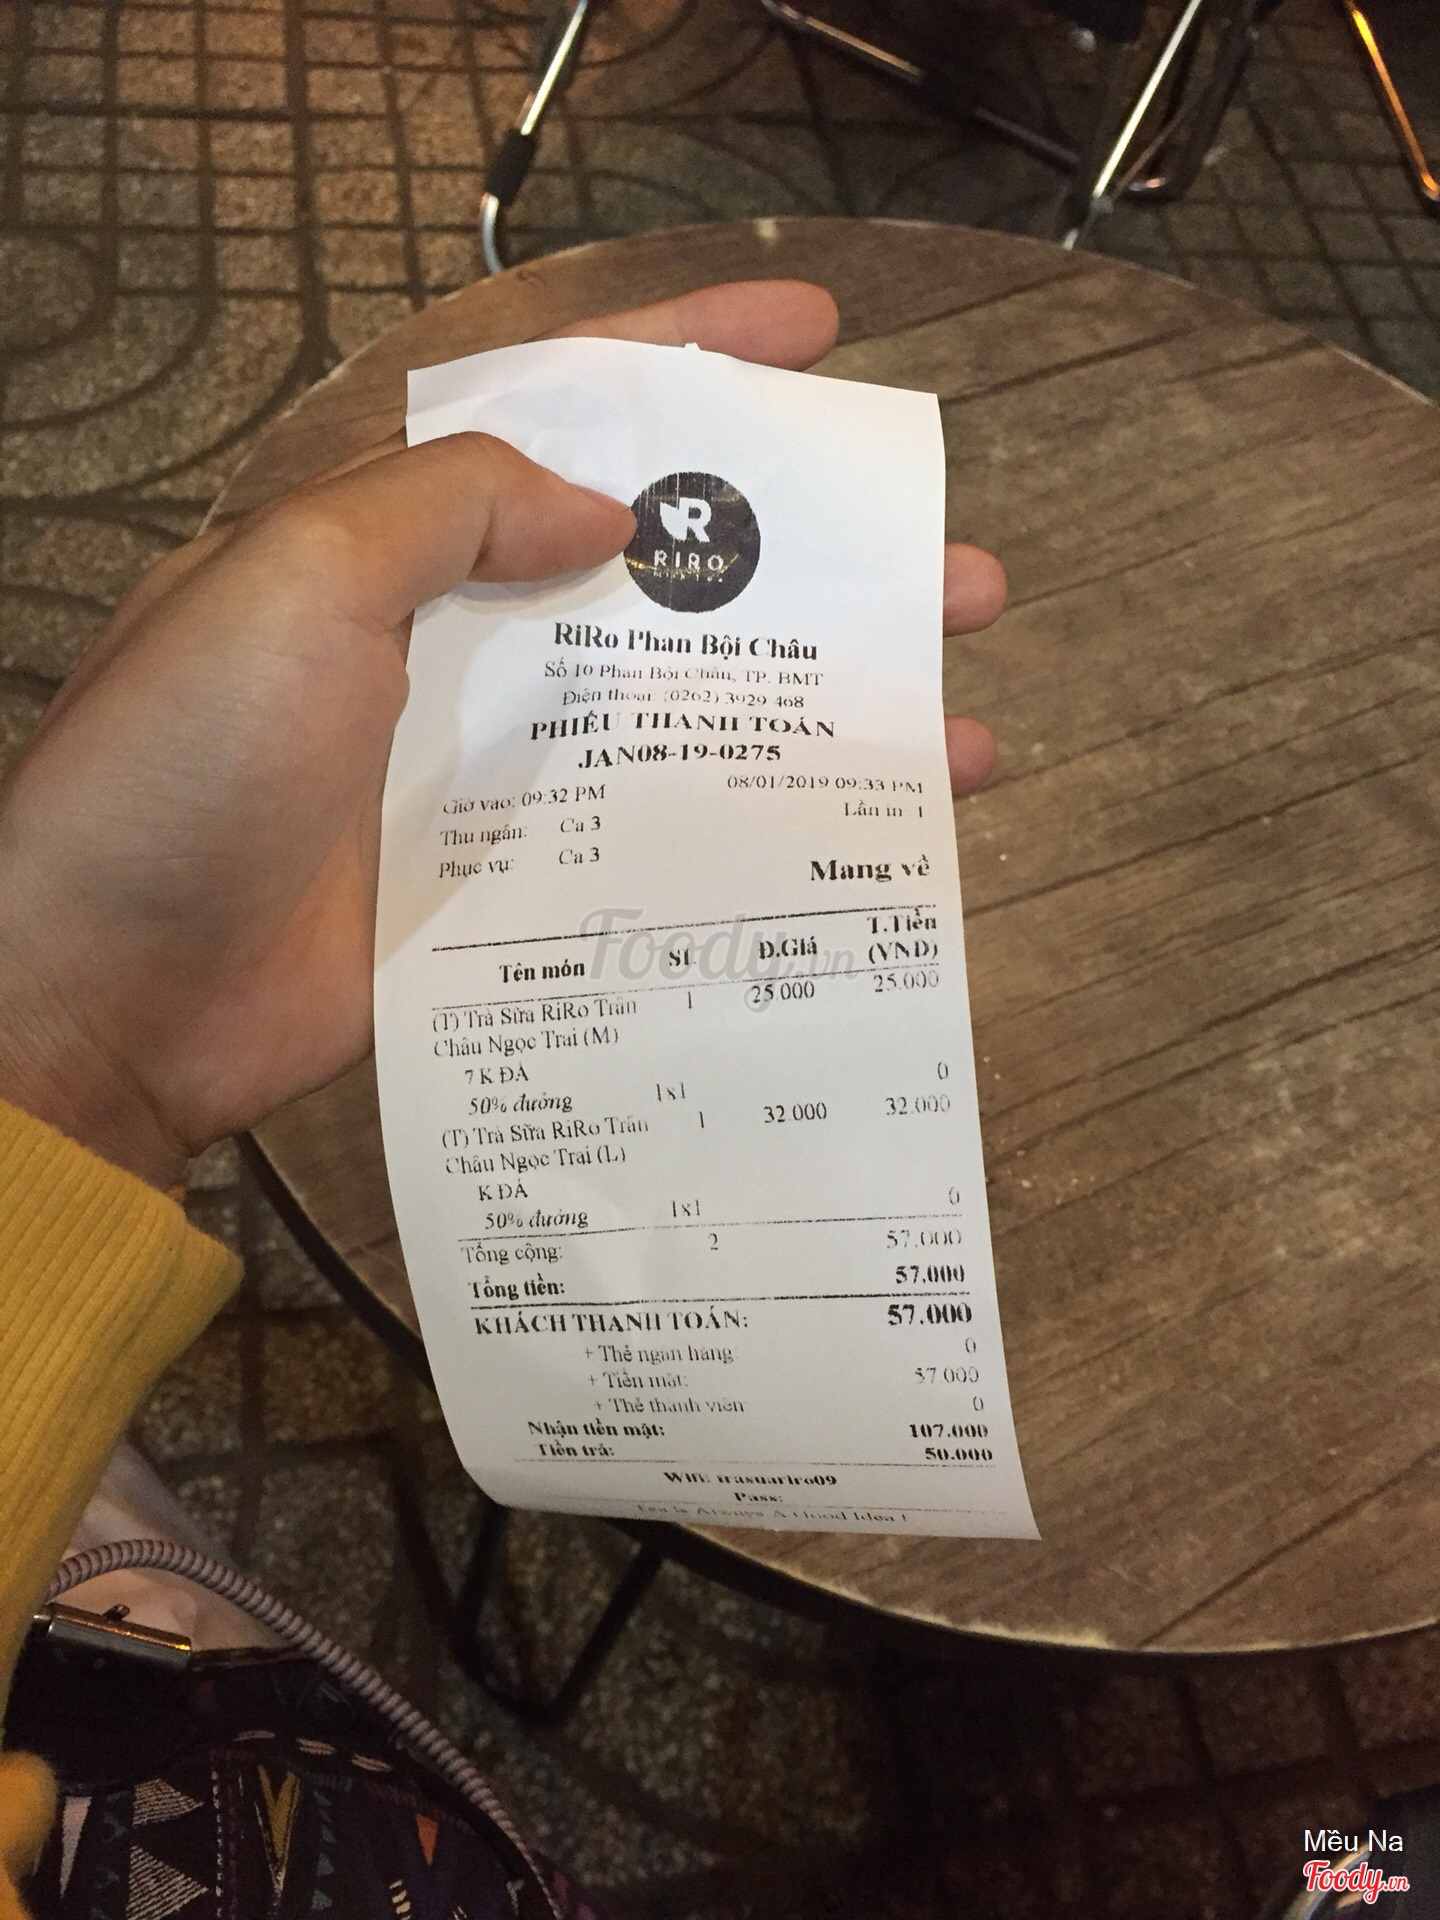 R
RIRO
RiRo Phan Bội Châu
Số 10 Phan Bội Châu, TP. BMT
Điện thoại: (0262) 3929 468
PHIẾU THANH TOÁN
JAN08-19-0275
08/01/2019 09:33 PM
Giờ vào: 09:32 PM
Lần in 1
Thu ngân: Ca 3
Phục vụ: Ca 3
Mang về
Tên món SL Đ.Giá T.Tiền (VND)
(T) Trà Sữa RiRo Trân 1 25.000 25.000
Châu Ngọc Trai (M)
7 K ĐÁ
50% đường 1x1 0
(T) Trà Sữa RiRo Trân 1 32.000 32.000
Châu Ngọc Trai (L)
K ĐÁ
50% đường 1x1 0
Tổng cộng: 2 57.000
Tổng tiền: 57.000
KHÁCH THANH TOÁN: 57.000
+ Thẻ ngân hàng 0
+ Tiền mặt: 57.000
+ Thẻ thành viên 0
Nhận tiền mặt: 107.000
Tiền trả: 50.000
Wifi: trasuariro09
Pass:
Tea Is Always A Good Idea !
Foody.vn
Mều Na
Foody.vn